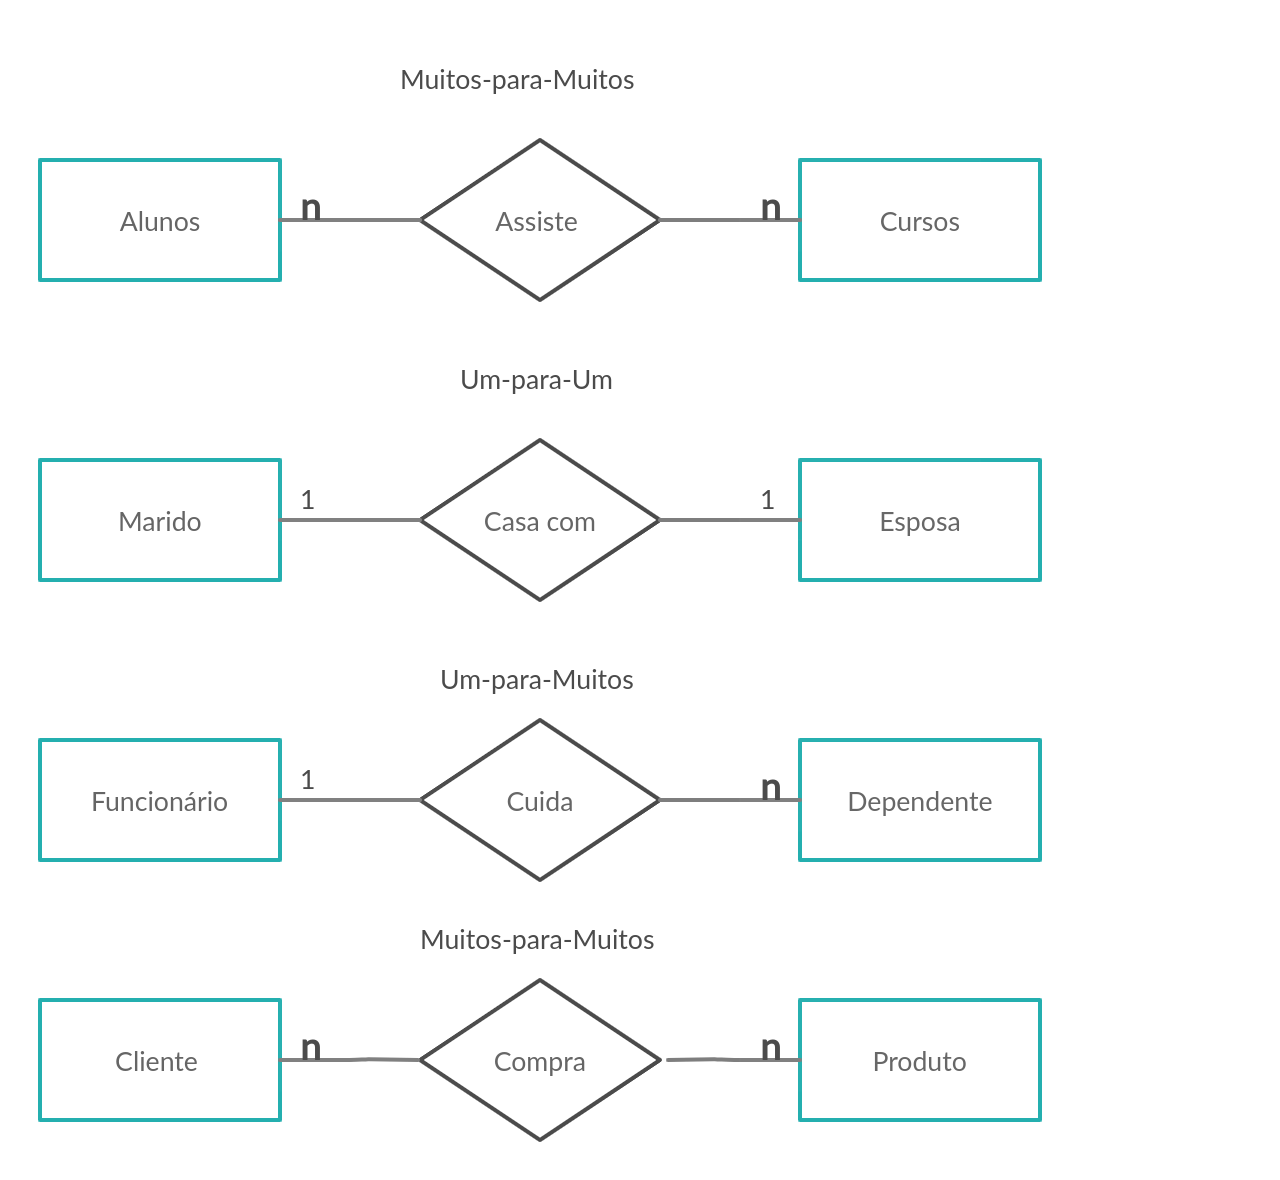 Muitos-para-Muitos
Alunos
n
Assiste
n
Cursos
Um-para-Um
Marido
1
Casa com
1
Esposa
Um-para-Muitos
Funcionário
1
Cuida
n
Dependente
Muitos-para-Muitos
Cliente
n
Compra
n
Produto